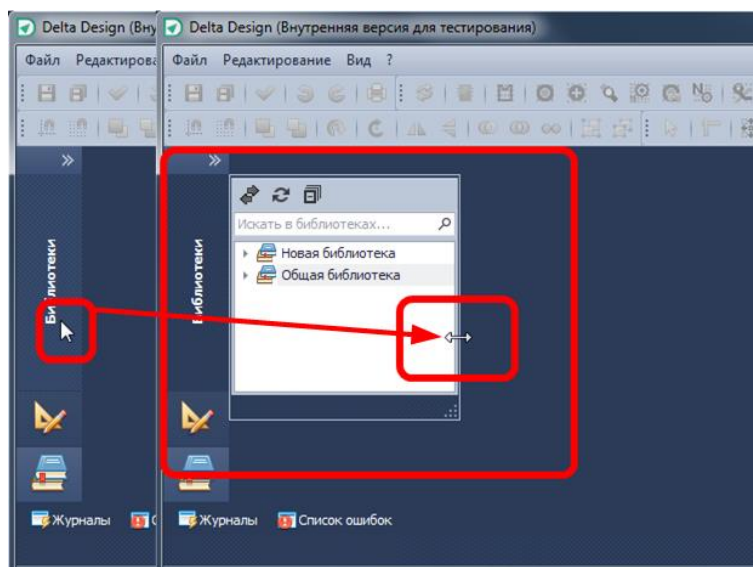 Delta Design (Вну
Файл Редактирова
»
Библиотеки
Журналы
Delta Design (Внутренняя версия для тестирования)
Файл Редактирование Вид ?
»
Библиотеки
Искать в библиотеках...
Новая библиотека
Общая библиотека
Журналы Список ошибок